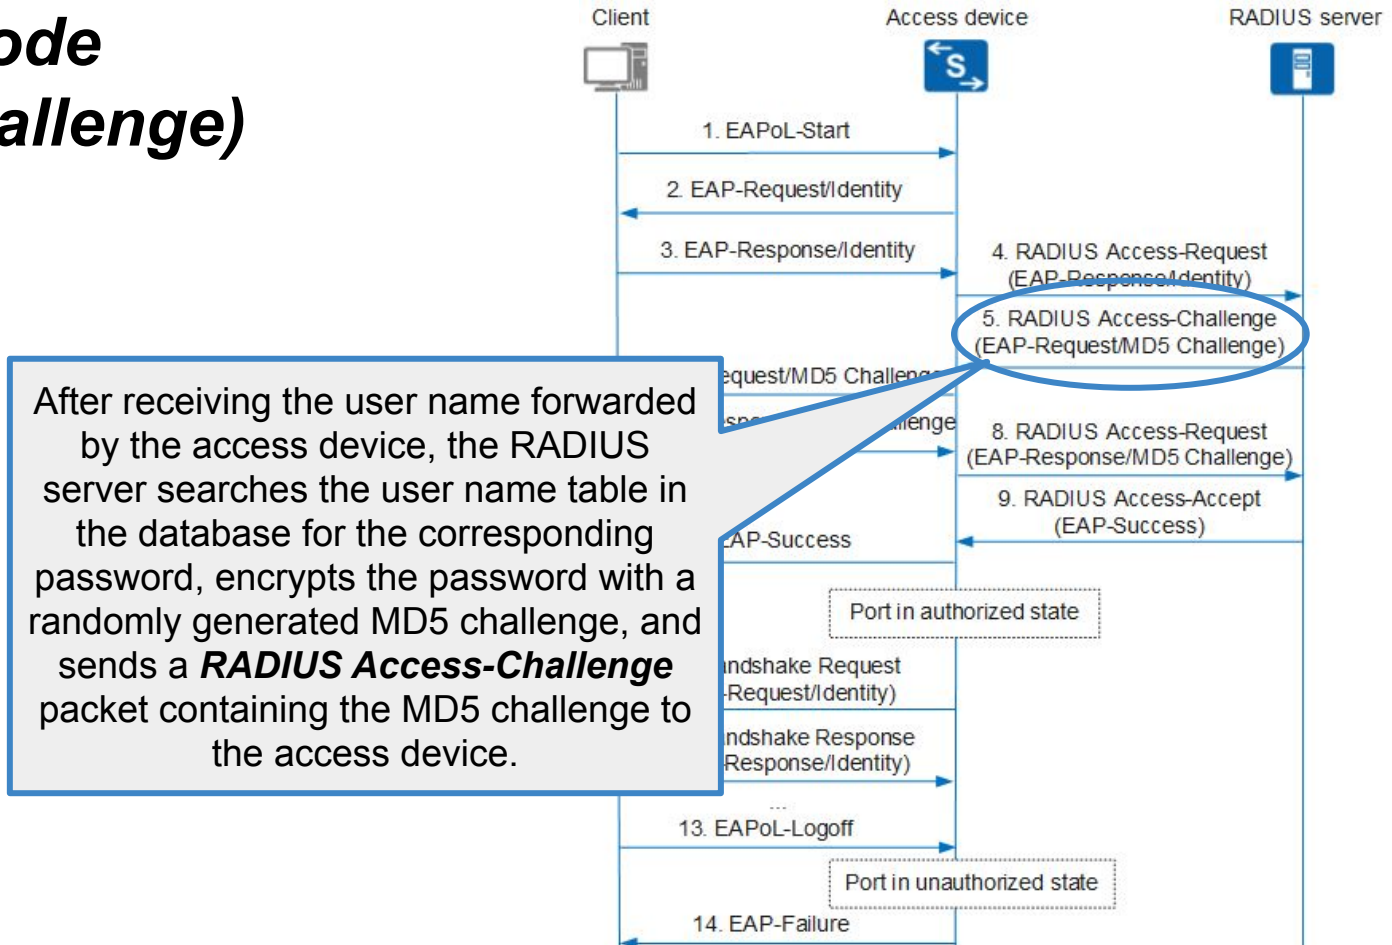 ode
allenge)
Client
Access device
RADIUS server
S
1. EAPoL-Start
2. EAP-Request/Identity
3. EAP-Response/Identity
4. RADIUS Access-Request
(EAP-Response/Identity)
5. RADIUS Access-Challenge
(EAP-Request/MD5 Challenge)
equest/MD5 Challenge
llenge
8. RADIUS Access-Request
(EAP-Response/MD5 Challenge)
9. RADIUS Access-Accept
(EAP-Success)
EAP-Success
After receiving the user name forwarded
by the access device, the RADIUS
server searches the user name table in
the database for the corresponding
password, encrypts the password with a
randomly generated MD5 challenge, and
sends a RADIUS Access-Challenge
packet containing the MD5 challenge to
the access device.
Port in authorized state
andshake Request
-Request/Identity)
andshake Response
-Response/Identity)
...
13. EAPoL-Logoff
Port in unauthorized state
14. EAP-Failure